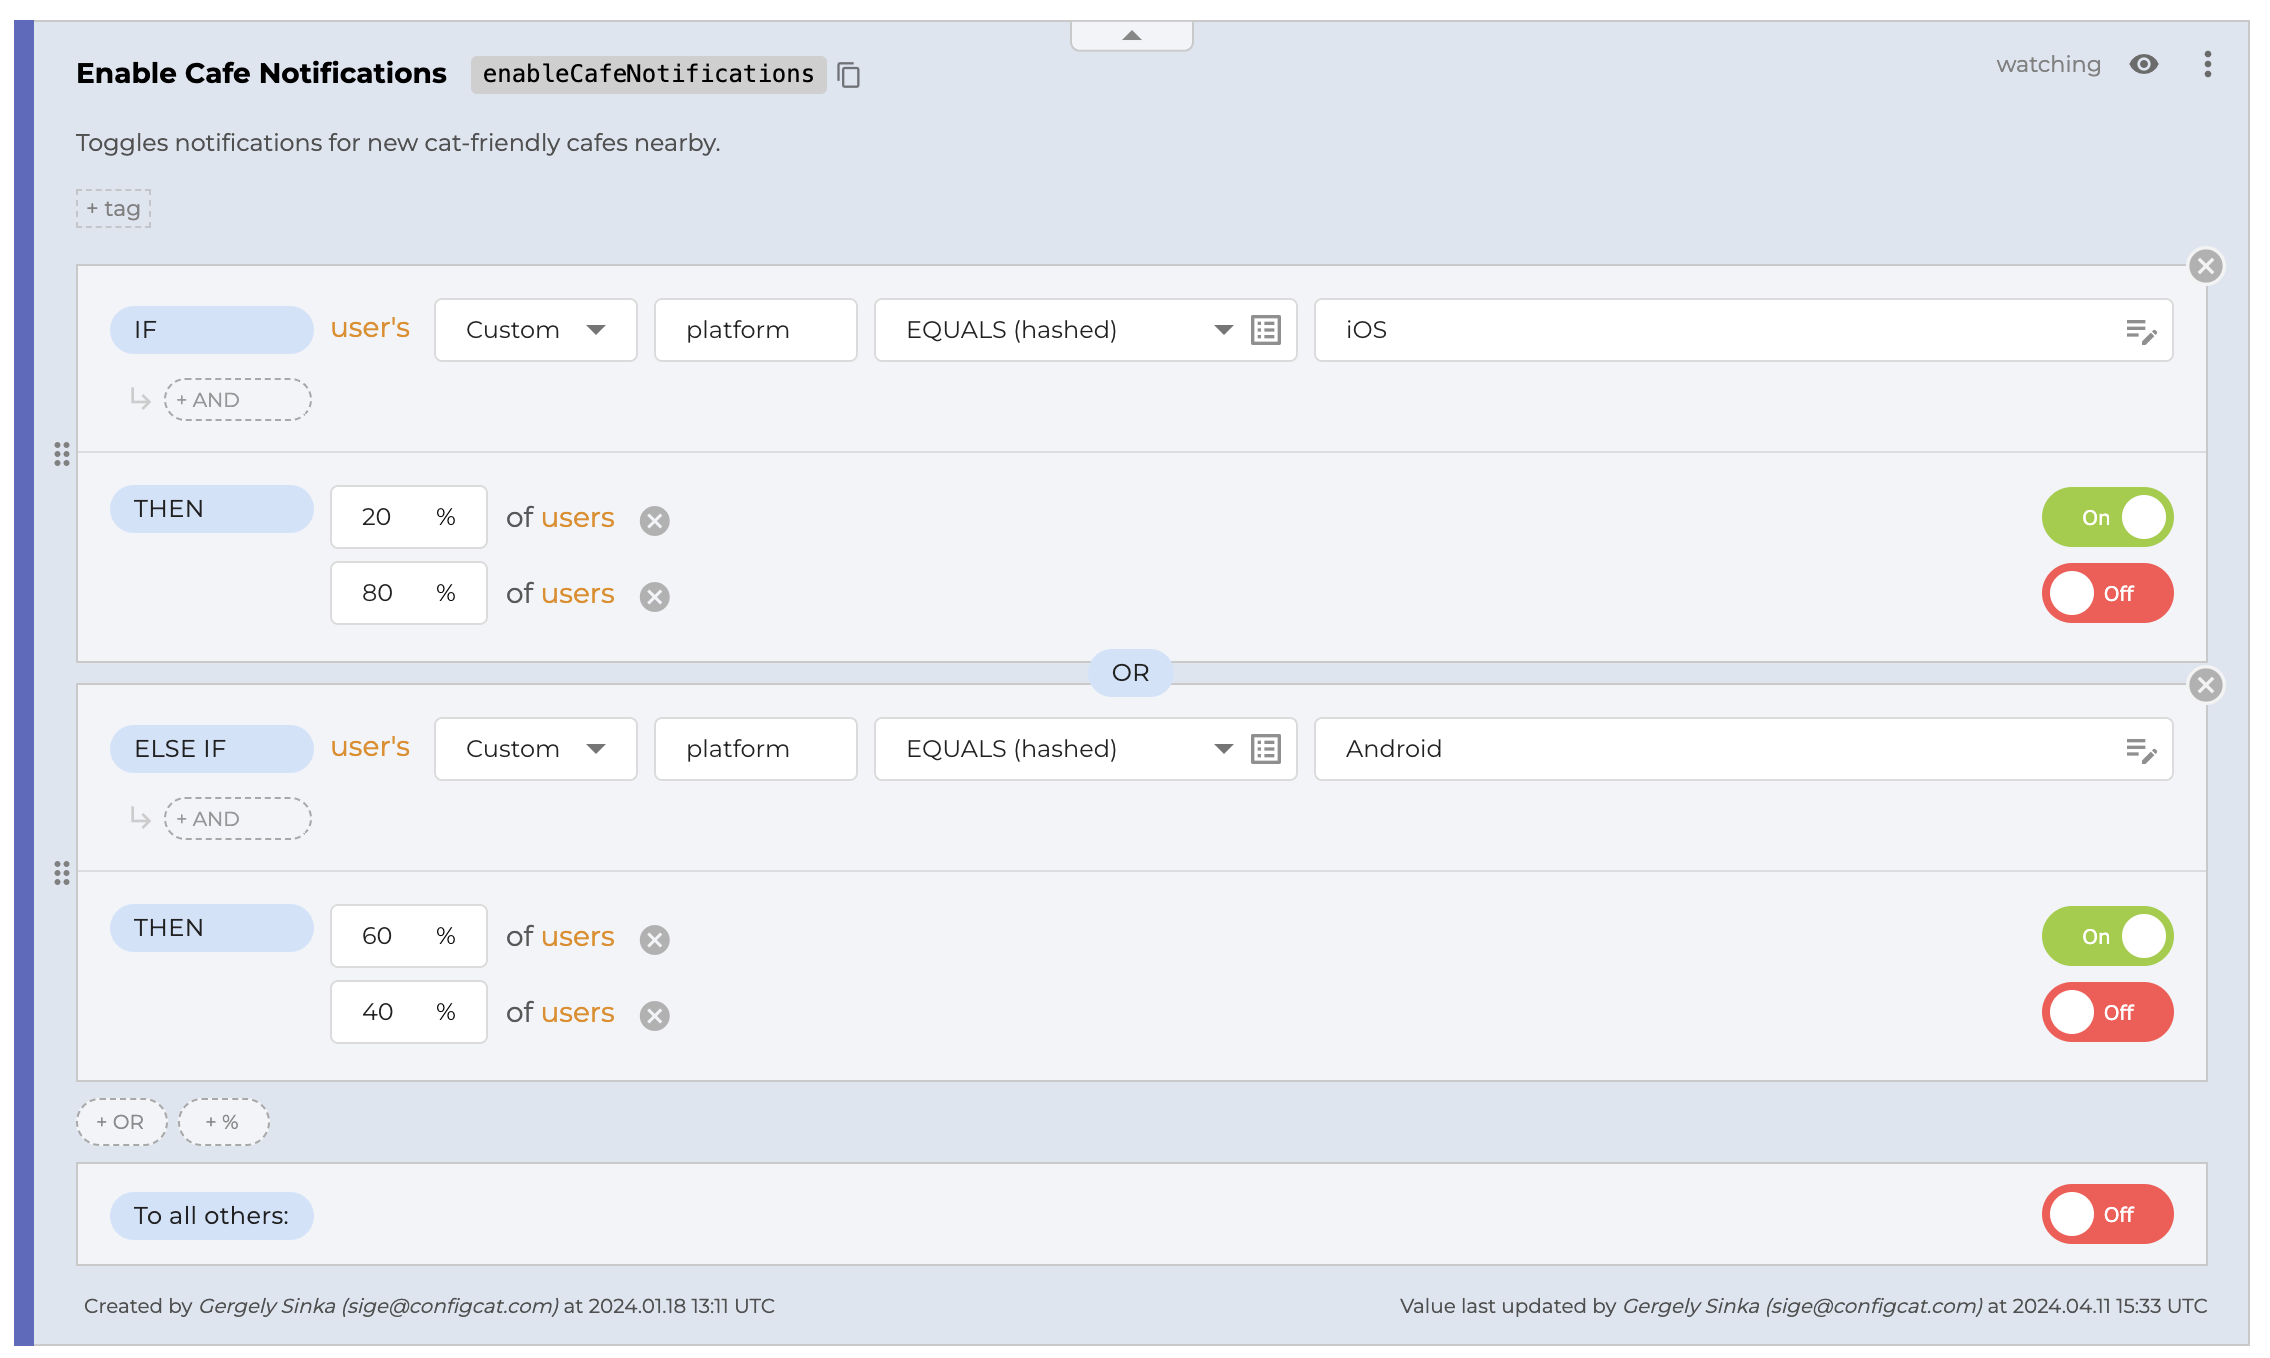 Enable Cafe Notifications enableCafeNotifications watching
Toggles notifications for new cat-friendly cafes nearby.
+ tag
IF user's Custom platform EQUALS (hashed) iOS
+ AND
THEN 20 % of users On
80 % of users Off
OR
ELSE IF user's Custom platform EQUALS (hashed) Android
+ AND
THEN 60 % of users On
40 % of users Off
+ OR + %
To all others: Off
Created by Gergely Sinka (sige@configcat.com) at 2024.01.18 13:11 UTC Value last updated by Gergely Sinka (sige@configcat.com) at 2024.04.11 15:33 UTC